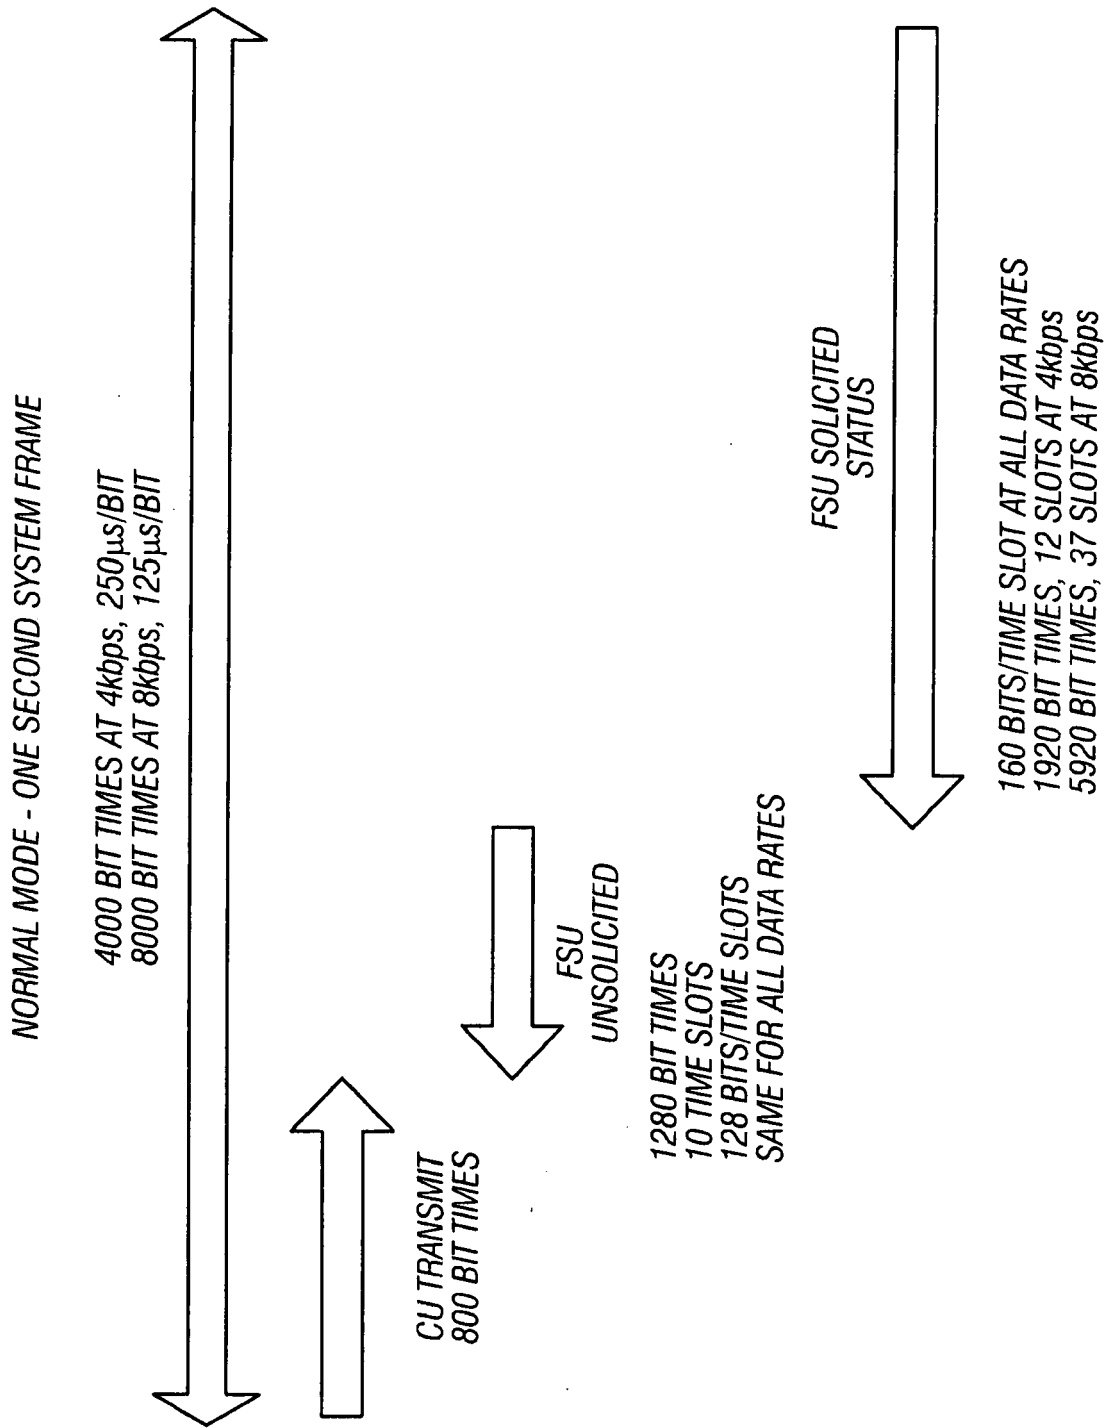 NORMAL MODE - ONE SECOND SYSTEM FRAME
4000 BIT TIMES AT 4kbps, 250µs/BIT
8000 BIT TIMES AT 8kbps, 125µs/BIT
CU TRANSMIT
800 BIT TIMES
FSU
UNSOLICITED
1280 BIT TIMES
10 TIME SLOTS
128 BITS/TIME SLOTS
SAME FOR ALL DATA RATES
FSU SOLICITED
STATUS
160 BITS/TIME SLOT AT ALL DATA RATES
1920 BIT TIMES, 12 SLOTS AT 4kbps
5920 BIT TIMES, 37 SLOTS AT 8kbps